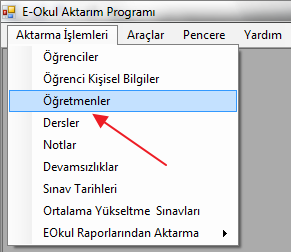 E-Okul Aktarım Programı
Aktarma İşlemleri Araçlar Pencere Yardım
Öğrenciler
Öğrenci Kişisel Bilgiler
Öğretmenler
Dersler
Notlar
Devamsızlıklar
Sınav Tarihleri
Ortalama Yükseltme Sınavları
EOkul Raporlarından Aktarma